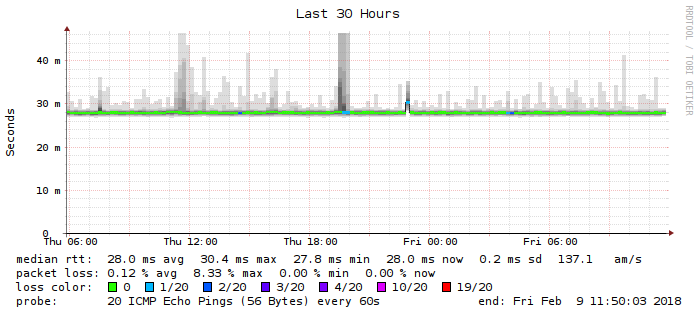 Last 30 Hours
RRDTOOL / TOBI OETIKER
Seconds
40 m
30 m
20 m
10 m
0
Thu 06:00 Thu 12:00 Thu 18:00 Fri 00:00 Fri 06:00
median rtt: 28.0 ms avg 30.4 ms max 27.8 ms min 28.0 ms now 0.2 ms sd 137.1 am/s
packet loss: 0.12 % avg 8.33 % max 0.00 % min 0.00 % now
loss color: 0 1/20 2/20 3/20 4/20 10/20 19/20
probe: 20 ICMP Echo Pings (56 Bytes) every 60s end: Fri Feb 9 11:50:03 2018